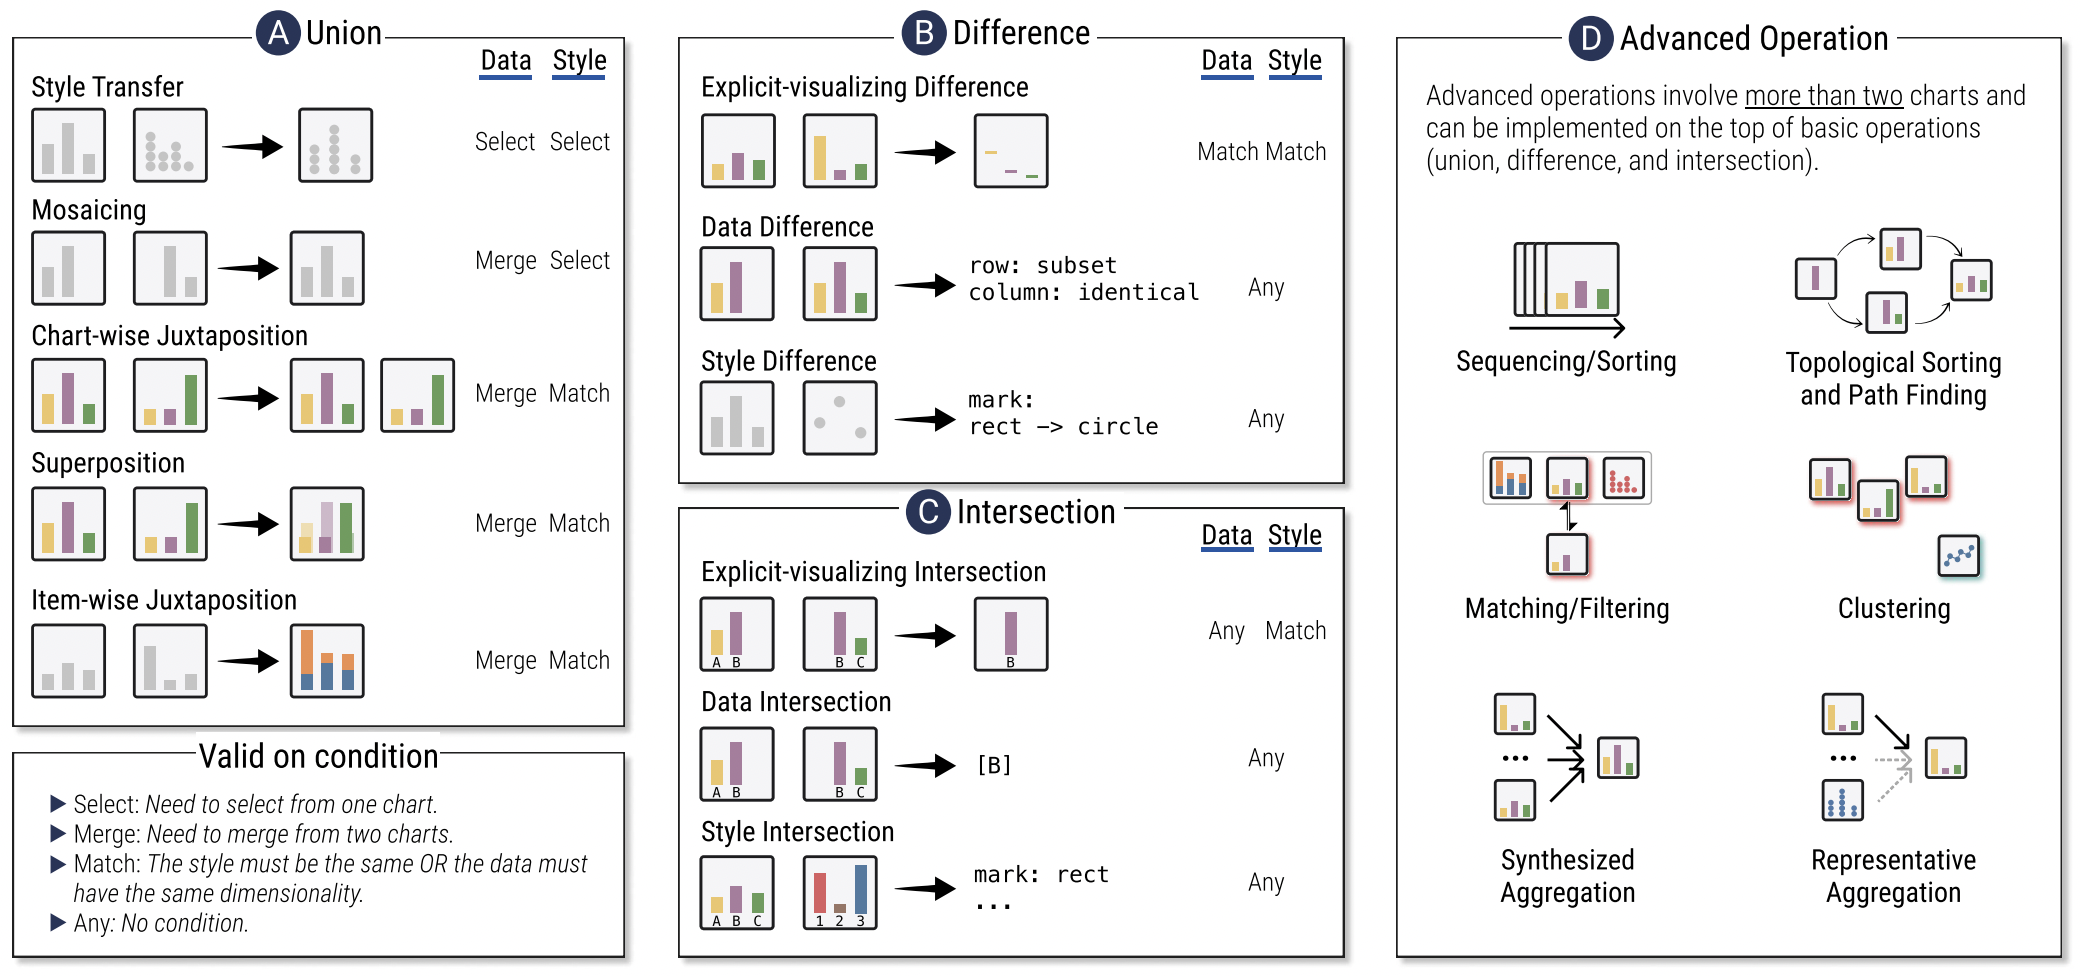 A Union
Data Style
Style Transfer
Select Select
Mosaicing
Merge Select
Chart-wise Juxtaposition
Merge Match
Superposition
Merge Match
Item-wise Juxtaposition
Merge Match
Valid on condition
Select: Need to select from one chart.
Merge: Need to merge from two charts.
Match: The style must be the same OR the data must
have the same dimensionality.
Any: No condition.
B Difference
Data Style
Explicit-visualizing Difference
Match Match
Data Difference
row: subset
column: identical
Any
Style Difference
mark:
rect —> circle
Any
C Intersection
Data Style
Explicit-visualizing Intersection
A B
B C
B
Any Match
Data Intersection
A B
B C
[B]
Any
Style Intersection
A B C
1 2 3
mark: rect
...
Any
D Advanced Operation
Advanced operations involve more than two charts and
can be implemented on the top of basic operations
(union, difference, and intersection).
Sequencing/Sorting
Topological Sorting
and Path Finding
Matching/Filtering
Clustering
...
Synthesized
Aggregation
...
Representative
Aggregation